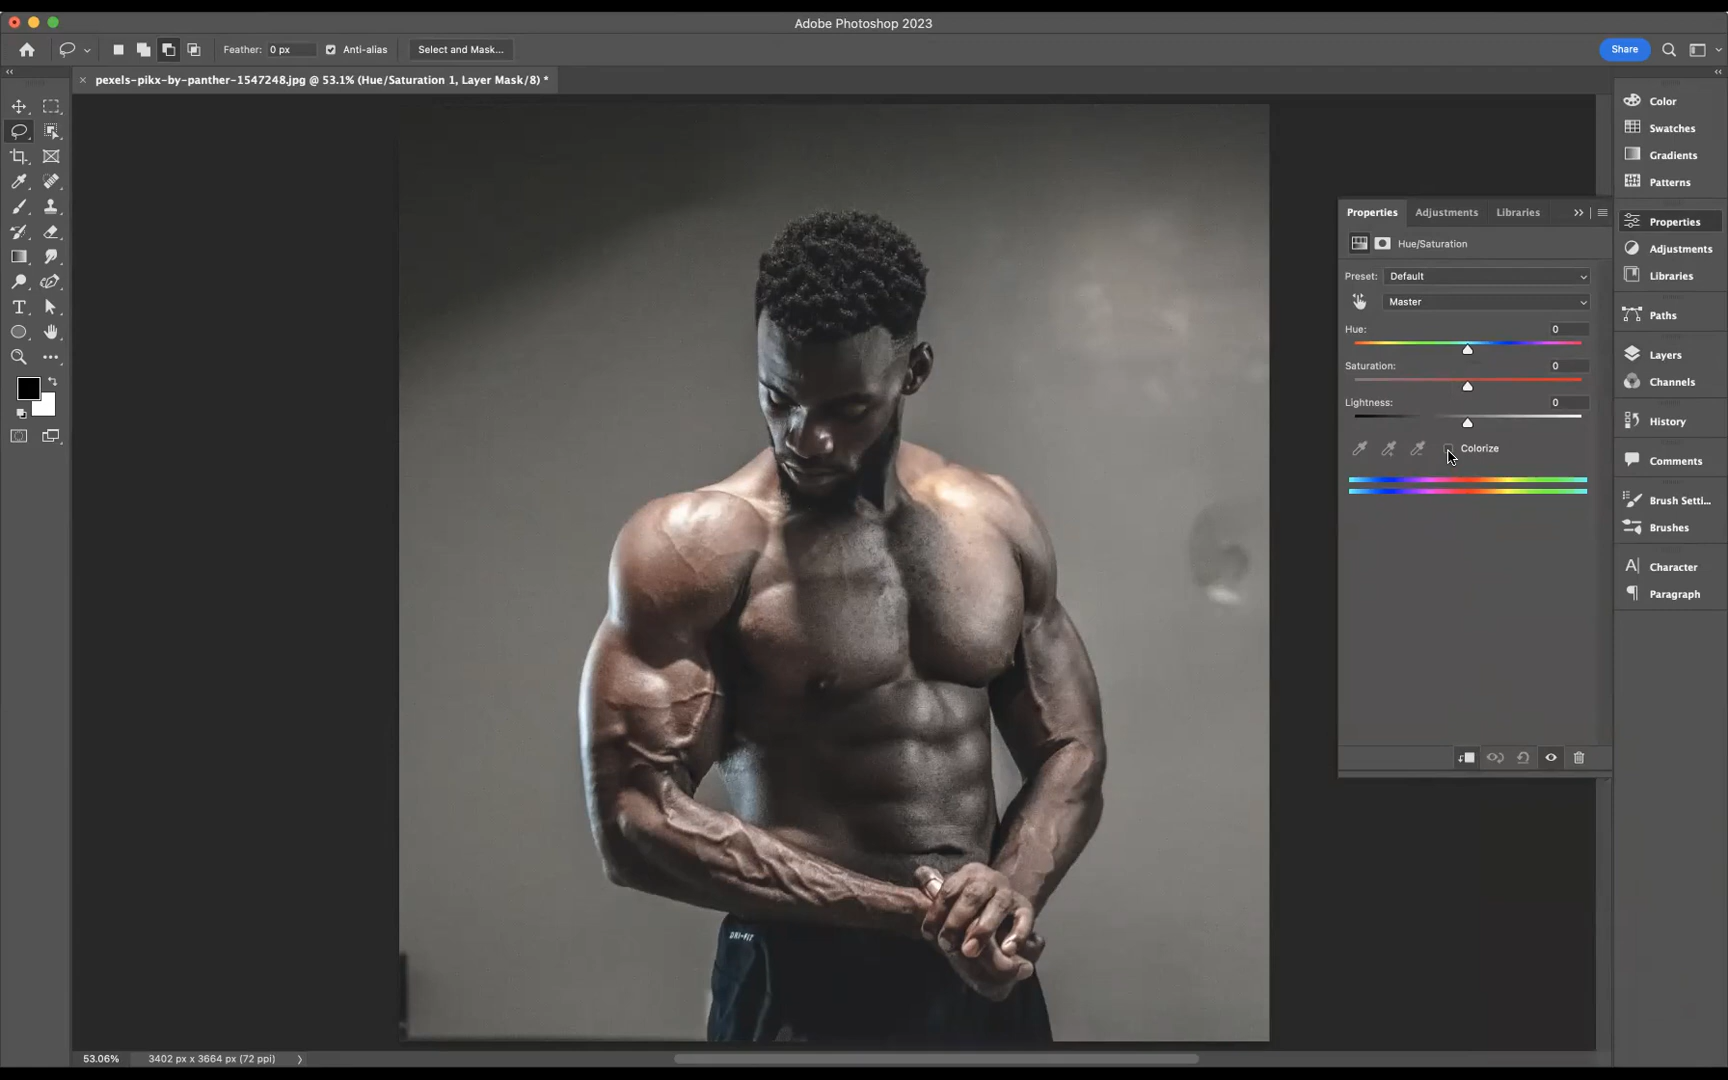 Adobe Photoshop 2023
Feather: 0 px Anti-alias Select and Mask... Share
× pexels-pikx-by-panther-1547248.jpg @ 53.1% (Hue/Saturation 1, Layer Mask/8) *
Color
Swatches
Gradients
Patterns
Properties
Adjustments
Libraries
Paths
Layers
Channels
History
Comments
Brush Setti...
Brushes
Character
Paragraph
Properties Adjustments Libraries
Hue/Saturation
Preset: Default
Master
Hue: 0
Saturation: 0
Lightness: 0
Colorize
DRI-FIT
53.06% 3402 px x 3664 px (72 ppi)